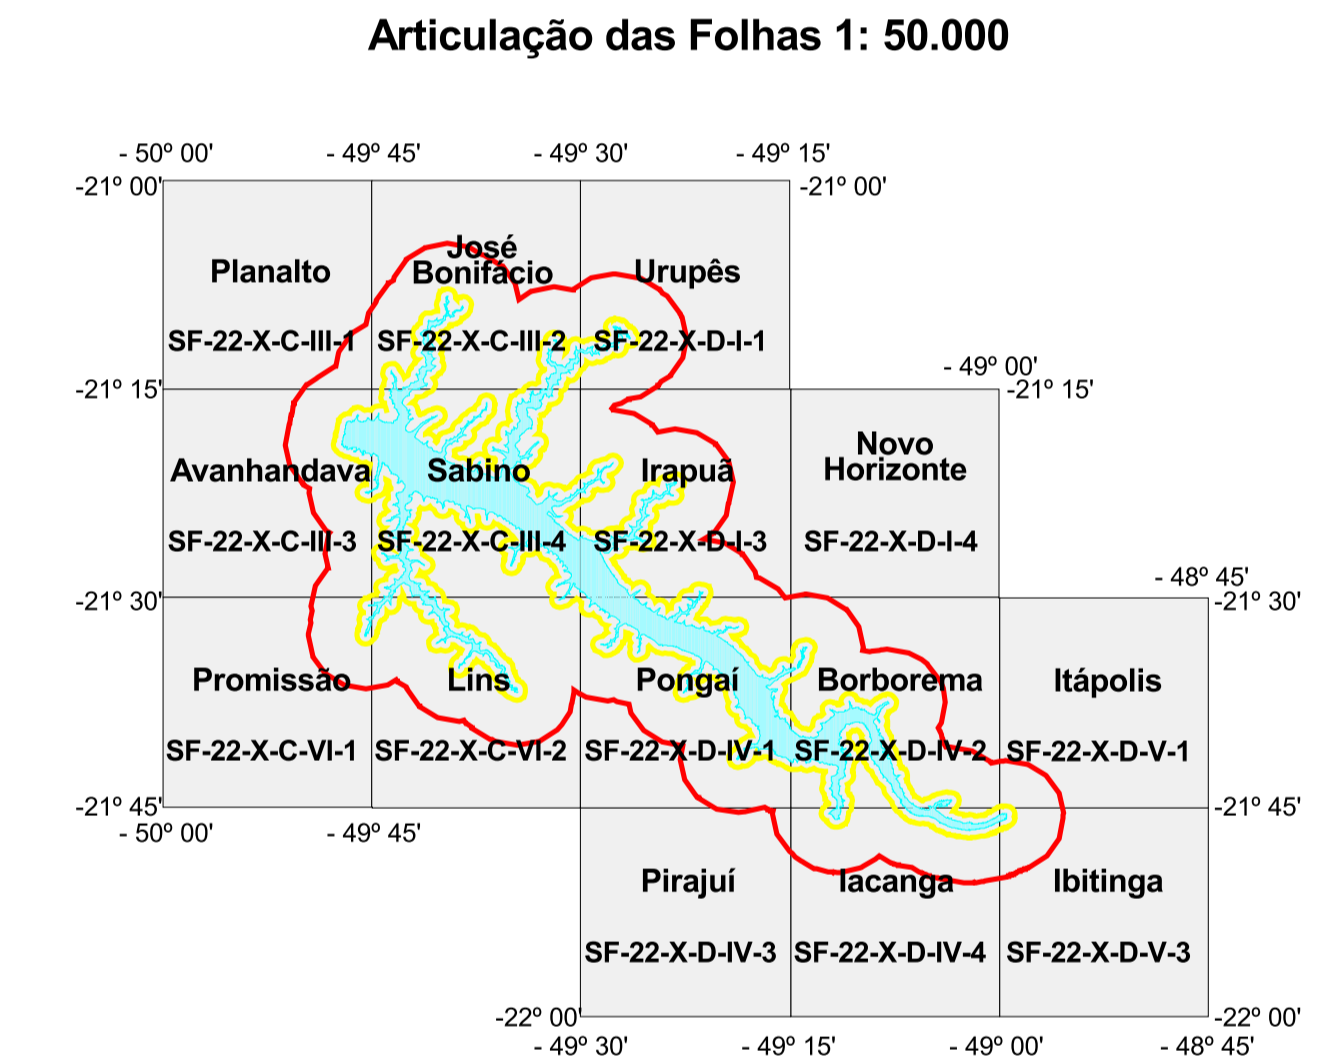 Articulação das Folhas 1: 50.000
- 50º 00'
- 49º 45'
- 49º 30'
- 49º 15'
-21º 00'
-21º 00'
Planalto
José
Bonifácio
Urupês
SF-22-X-C-III-1
SF-22-X-C-III-2
SF-22-X-D-I-1
- 49º 00'
-21º 15'
-21º 15'
Avanhandava
Sabino
Irapuã
Novo
Horizonte
SF-22-X-C-III-3
SF-22-X-C-III-4
SF-22-X-D-I-3
SF-22-X-D-I-4
- 48º 45'
-21º 30'
-21º 30'
Promissão
Lins
Pongaí
Borborema
Itápolis
SF-22-X-C-VI-1
SF-22-X-C-VI-2
SF-22-X-D-IV-1
SF-22-X-D-IV-2
SF-22-X-D-V-1
-21º 45'
-21º 45'
- 50º 00'
- 49º 45'
Pirajuí
Iacanga
Ibitinga
SF-22-X-D-IV-3
SF-22-X-D-IV-4
SF-22-X-D-V-3
-22º 00'
-22º 00'
- 49º 30'
- 49º 15'
- 49º 00'
- 48º 45'